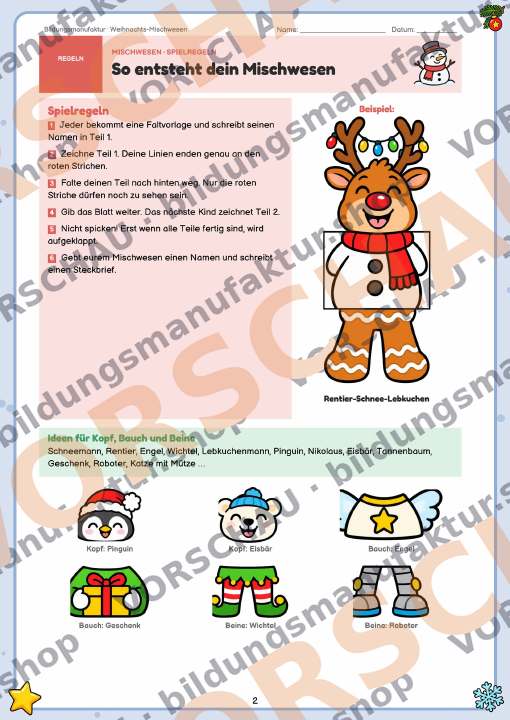 Bildungsmanufaktur · Weihnachts-Mischwesen
Name:
Datum:
REGELN
MISCHWESEN · SPIELREGELN
So entsteht dein Mischwesen
Spielregeln
1 Jeder bekommt eine Faltvorlage und schreibt seinen
Namen in Teil 1.
2 Zeichne Teil 1. Deine Linien enden genau an den
roten Strichen.
3 Falte deinen Teil nach hinten weg. Nur die roten
Striche dürfen noch zu sehen sein.
4 Gib das Blatt weiter. Das nächste Kind zeichnet Teil 2.
5 Nicht spicken! Erst wenn alle Teile fertig sind, wird
aufgeklappt.
6 Gebt eurem Mischwesen einen Namen und schreibt
einen Steckbrief.
Beispiel:
Rentier-Schnee-Lebkuchen
Ideen für Kopf, Bauch und Beine
Schneemann, Rentier, Engel, Wichtel, Lebkuchenmann, Pinguin, Nikolaus, Eisbär, Tannenbaum,
Geschenk, Roboter, Katze mit Mütze ...
Kopf: Pinguin
Kopf: Eisbär
Bauch: Engel
Bauch: Geschenk
Beine: Wichtel
Beine: Roboter
2
VORSCHAU · bildungsmanufaktur.shop